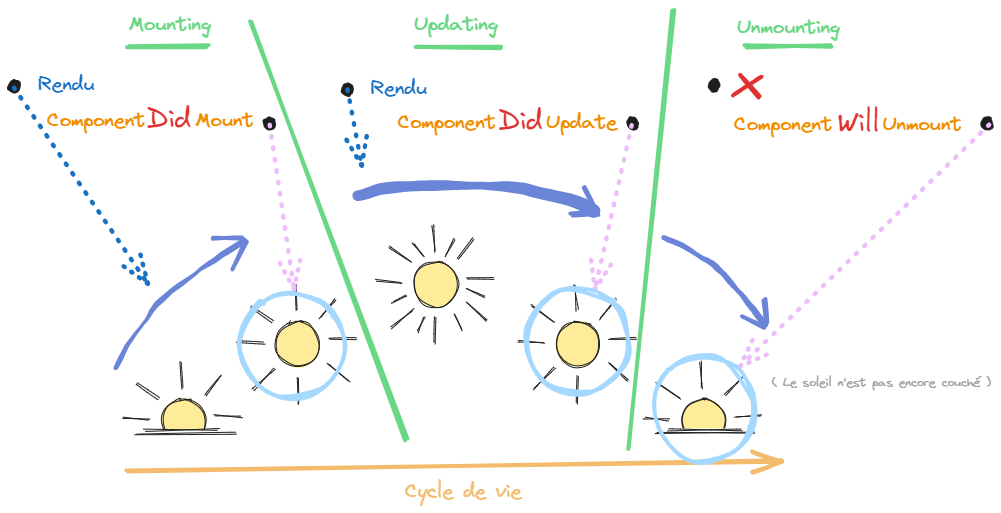 Mounting
Rendu
Component Did Mount
Updating
Rendu
Component Did Update
Unmounting
Component Will Unmount
( Le soleil n'est pas encore couché )
Cycle de vie